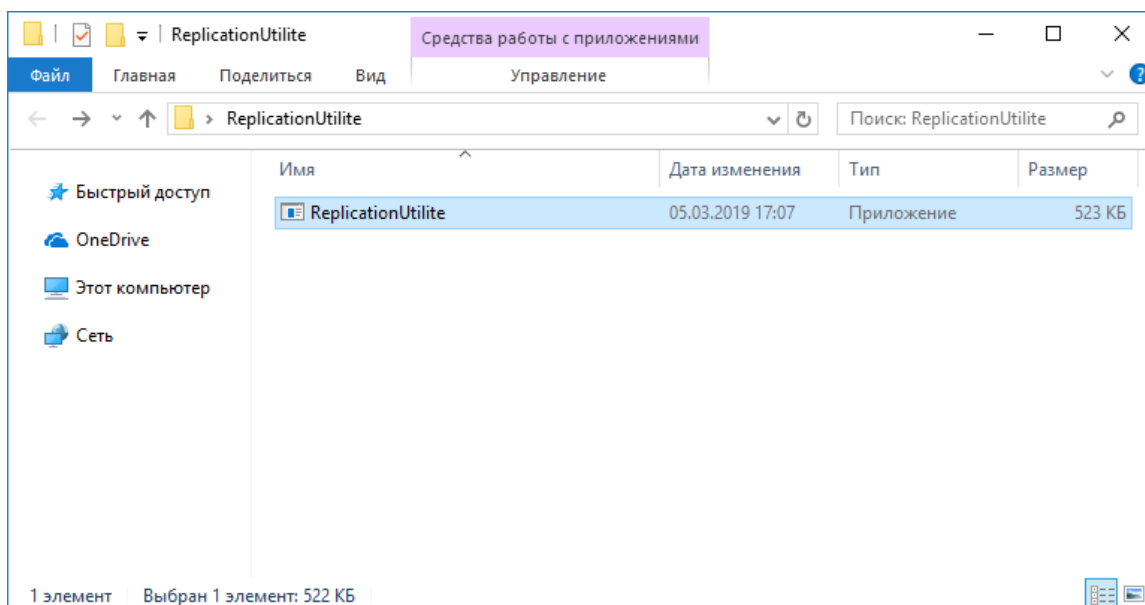 ReplicationUtilite
Средства работы с приложениями
Файл Главная Поделиться Вид Управление
ReplicationUtilite Поиск: ReplicationUtilite
Имя Дата изменения Тип Размер
Быстрый доступ
ReplicationUtilite 05.03.2019 17:07 Приложение 523 КБ
OneDrive
Этот компьютер
Сеть
1 элемент Выбран 1 элемент: 522 КБ